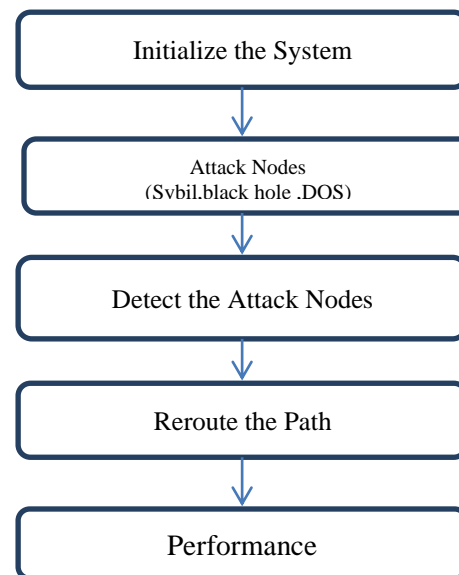 Initialize the System
Attack Nodes
(Sybil.black hole .DOS)
Detect the Attack Nodes
Reroute the Path
Performance